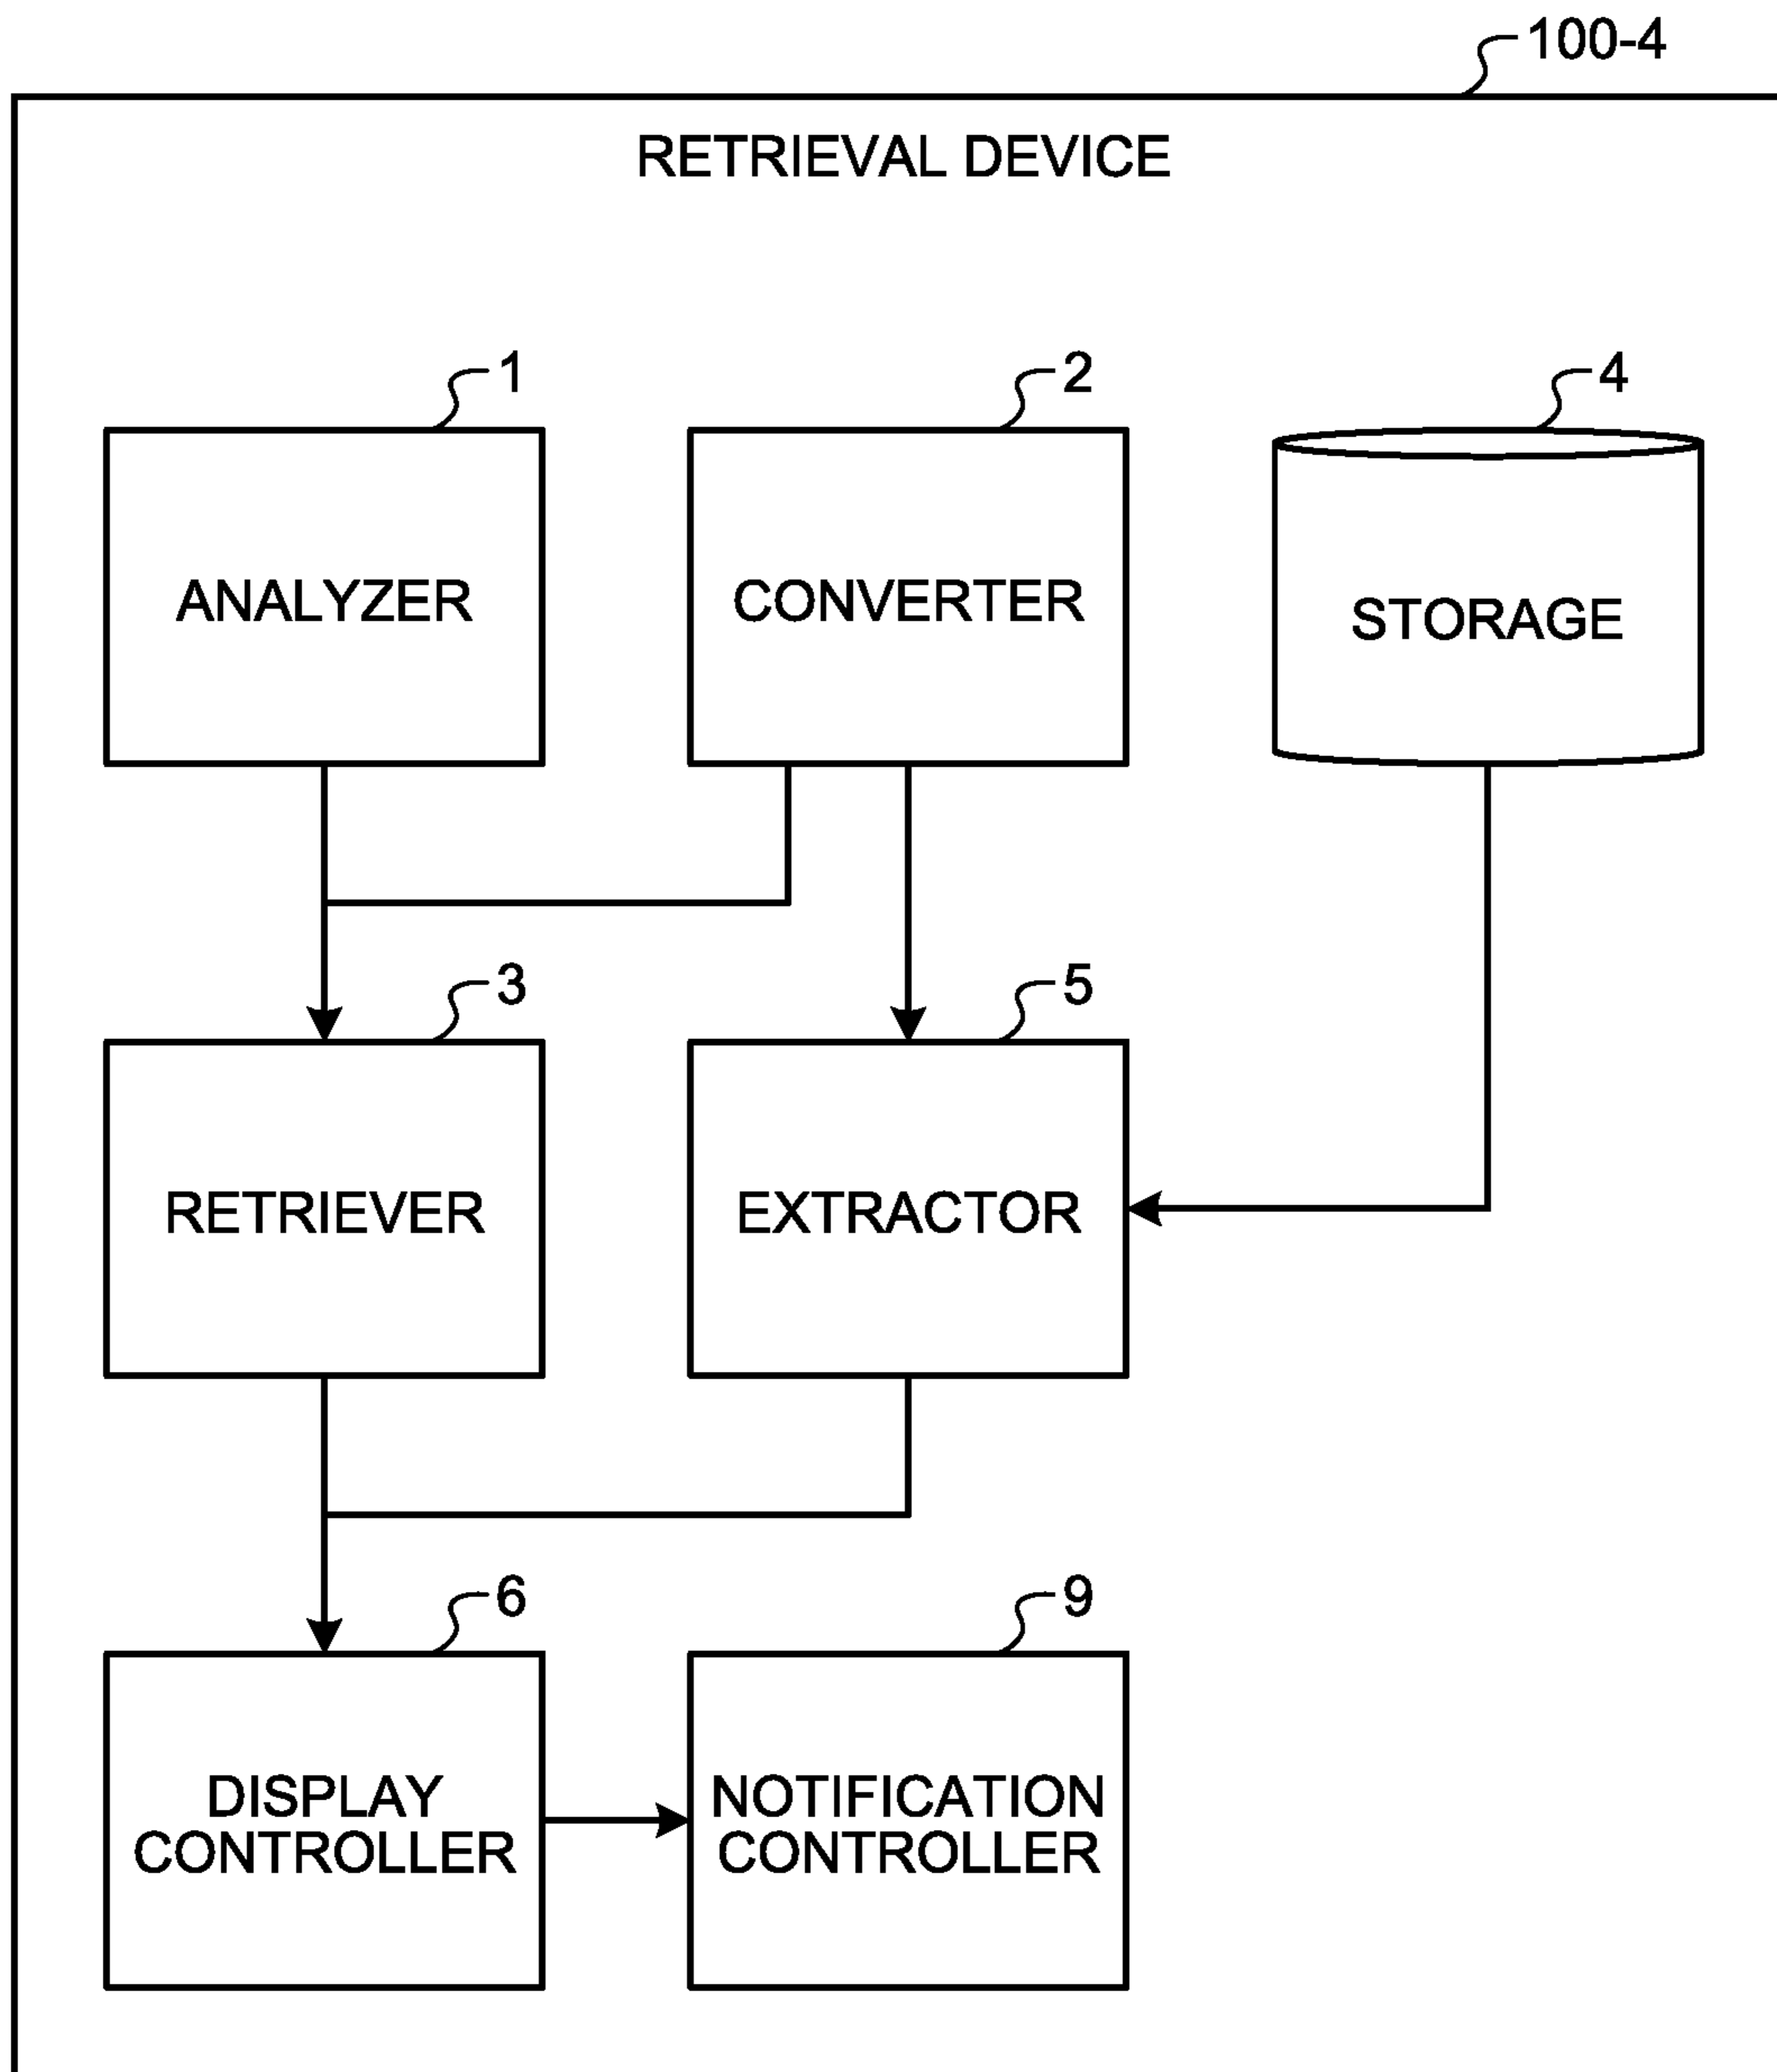 100-4
RETRIEVAL DEVICE
1
2
4
ANALYZER
CONVERTER
STORAGE
3
5
RETRIEVER
EXTRACTOR
6
9
DISPLAY
CONTROLLER
NOTIFICATION
CONTROLLER